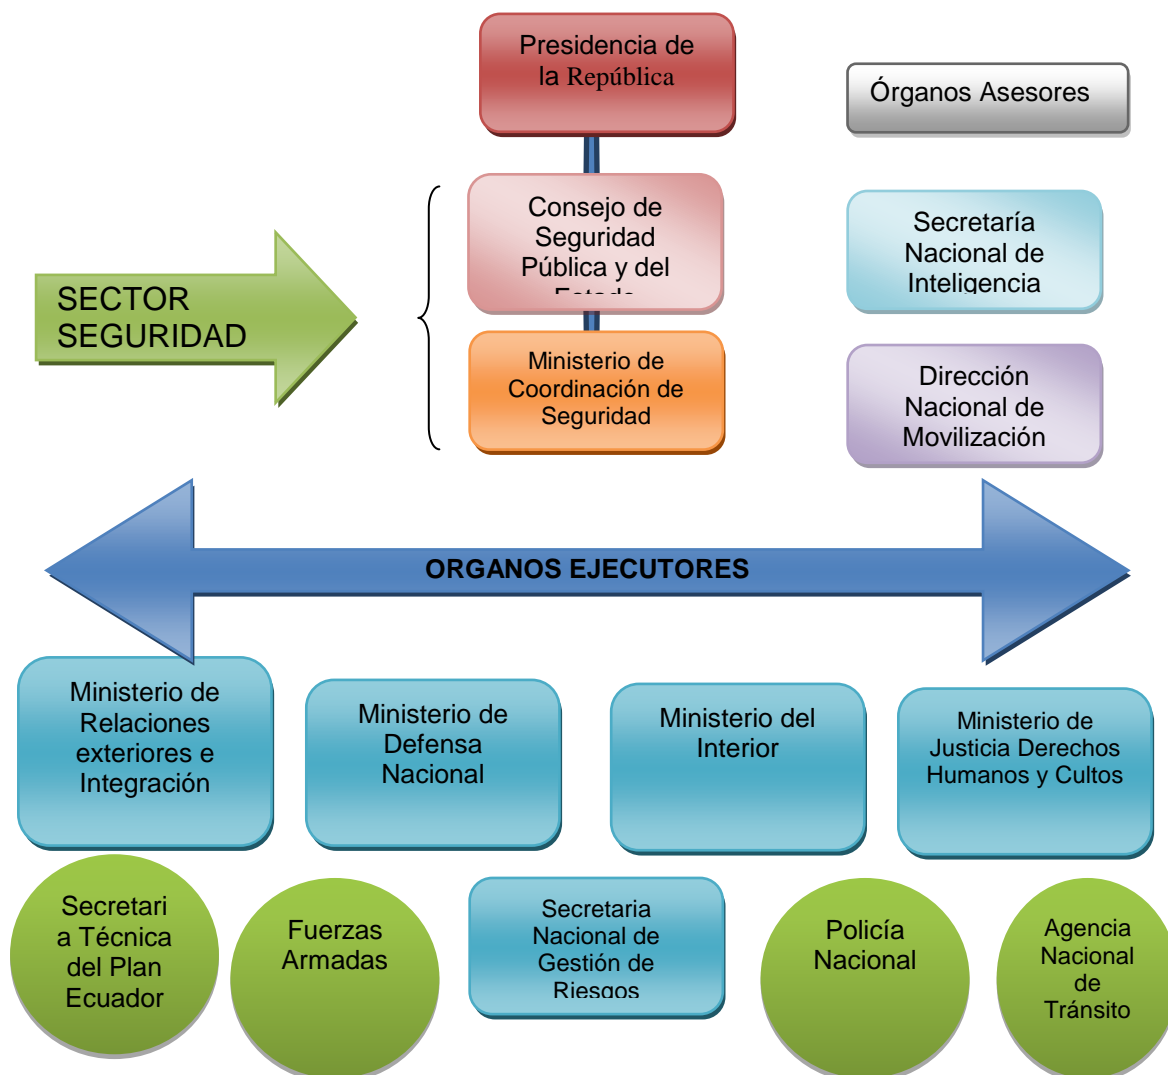 Presidencia de
la República
Órganos Asesores
Consejo de
Seguridad
Pública y del
Estado
Secretaría
Nacional de
Inteligencia
SECTOR
SEGURIDAD
Ministerio de
Coordinación de
Seguridad
Dirección
Nacional de
Movilización
ORGANOS EJECUTORES
Ministerio de
Relaciones
exteriores e
Integración
Ministerio de
Defensa
Nacional
Ministerio del
Interior
Ministerio de
Justicia Derechos
Humanos y Cultos
Secretari
a Técnica
del Plan
Ecuador
Fuerzas
Armadas
Secretaria
Nacional de
Gestión de
Riesgos
Policía
Nacional
Agencia
Nacional
de
Tránsito